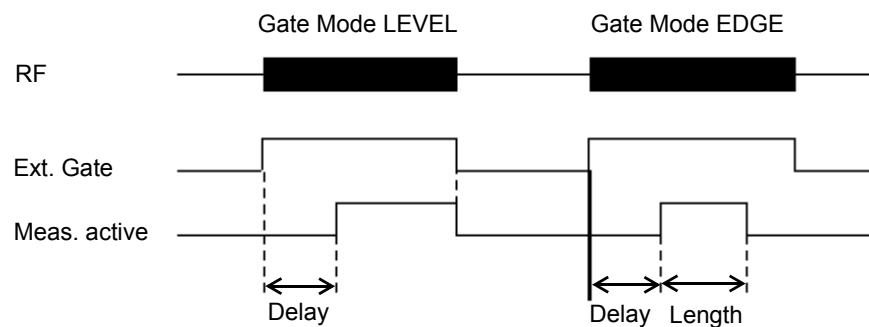 Gate Mode LEVEL Gate Mode EDGE
RF
Ext. Gate
Meas. active
Delay Delay Length